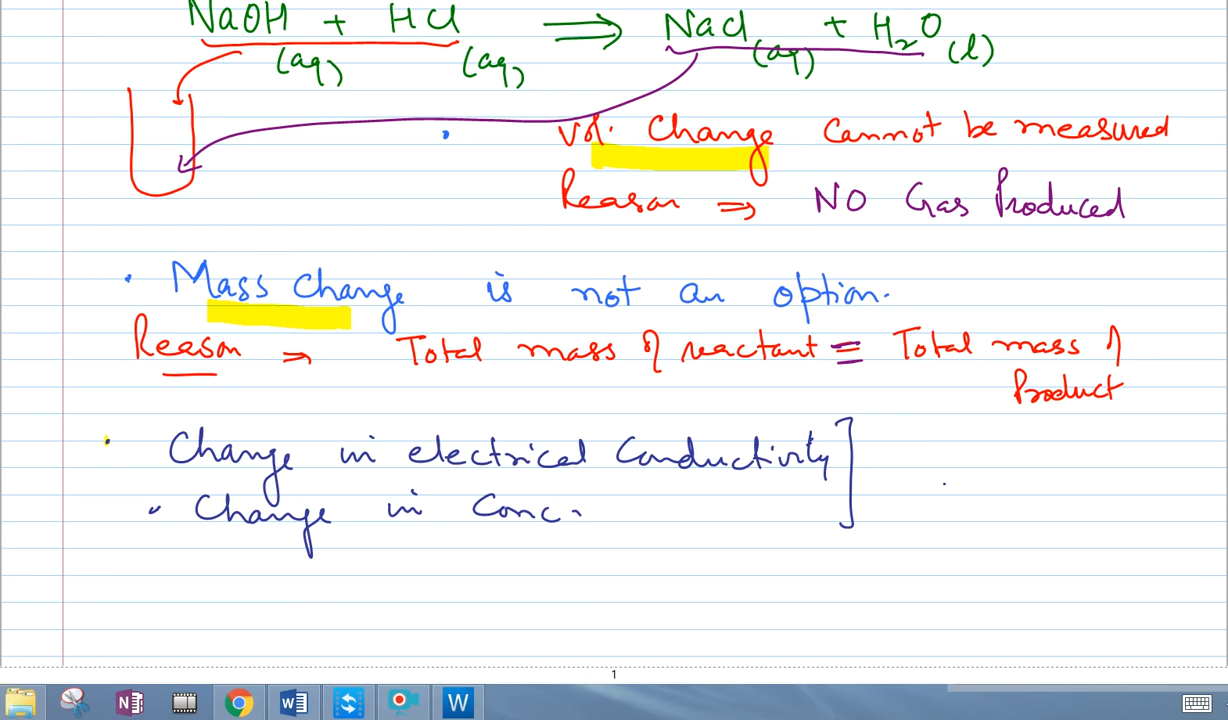 NaOH + HCl ⟹ NaCl + H₂O
(aq) (aq) (aq) (l)
Vol. Change Cannot be measured
Reason ⇒ NO Gas Produced
• Mass Change is not an option.
Reason ⇒ Total mass of reactant = Total mass of
Product
• Change in electrical Conductivity
• Change in Conc.
1
N W W